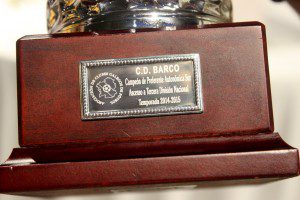 C.D. BARCO
Campeón de Preferente Autonómica Sur
Ascenso a Tercera División Nacional
Temporada 2014-2015